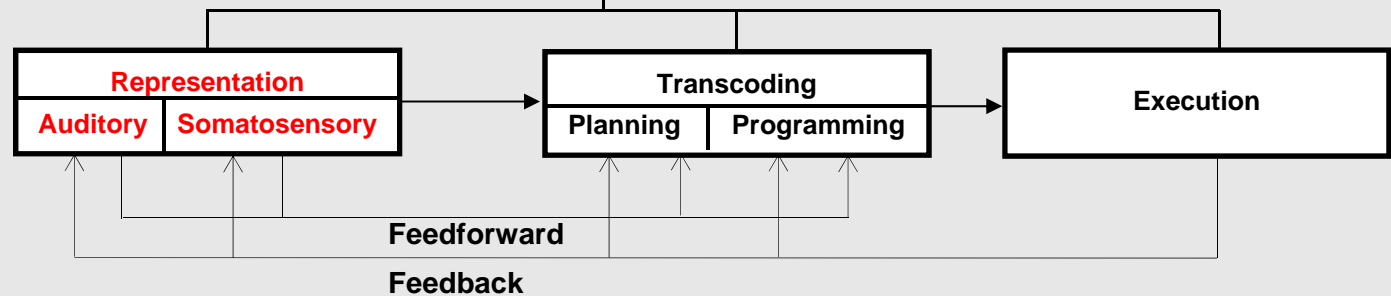 Representation
Auditory
Somatosensory
Transcoding
Planning
Programming
Execution
Feedforward
Feedback